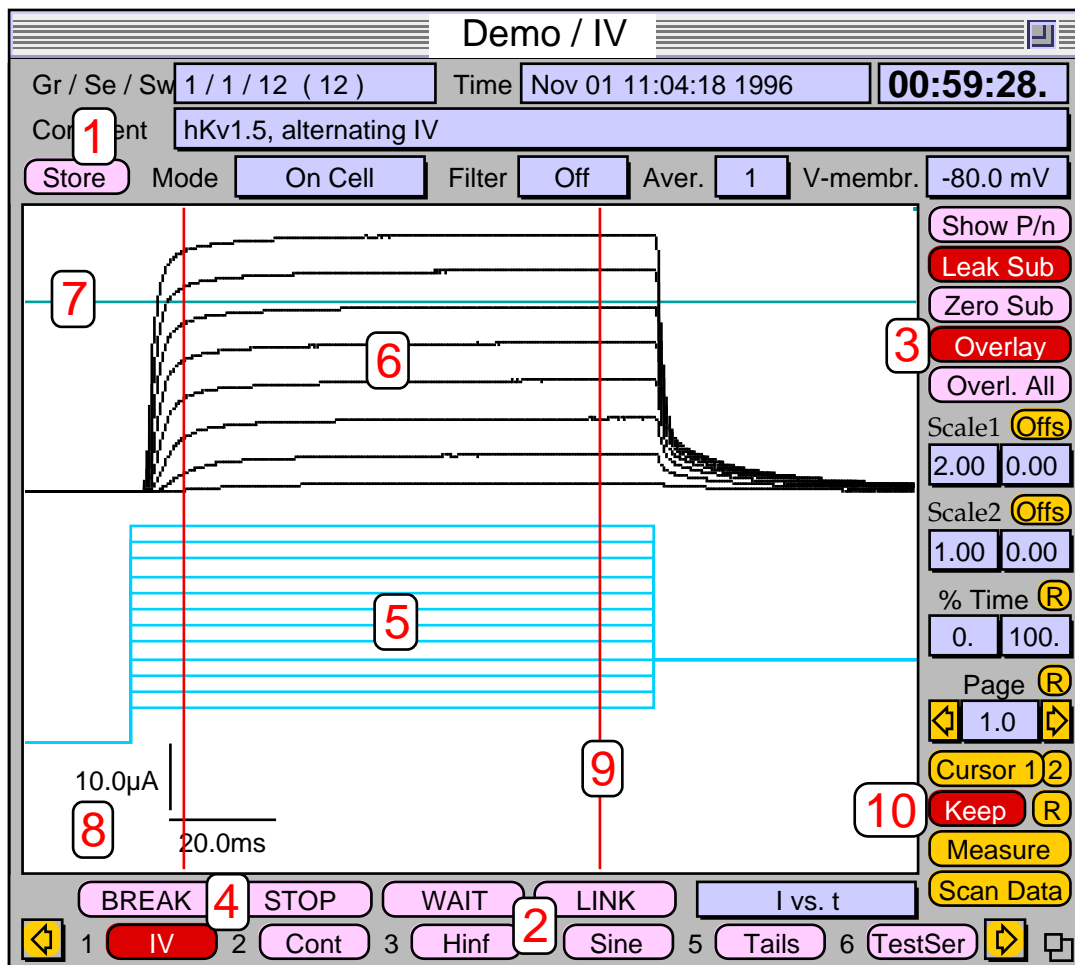 Demo / IV
Gr / Se / Sw 1 / 1 / 12 ( 12 ) Time Nov 01 11:04:18 1996 00:59:28.
1 hKv1.5, alternating IV
Store Mode On Cell Filter Off Aver. 1 V-membr. -80.0 mV
Show P/n
Leak Sub
7 Zero Sub
6 3 Overlay
Overl. All
Scale1 Offs
2.00 0.00
Scale2 Offs
1.00 0.00
5 % Time R
0. 100.
Page R
1.0
9 Cursor 1 2
10.0µA
10 Keep R
8 20.0ms
Measure
Scan Data
BREAK 4 STOP WAIT LINK I vs. t
1 IV 2 Cont 3 Hinf 2 Sine 5 Tails 6 TestSer